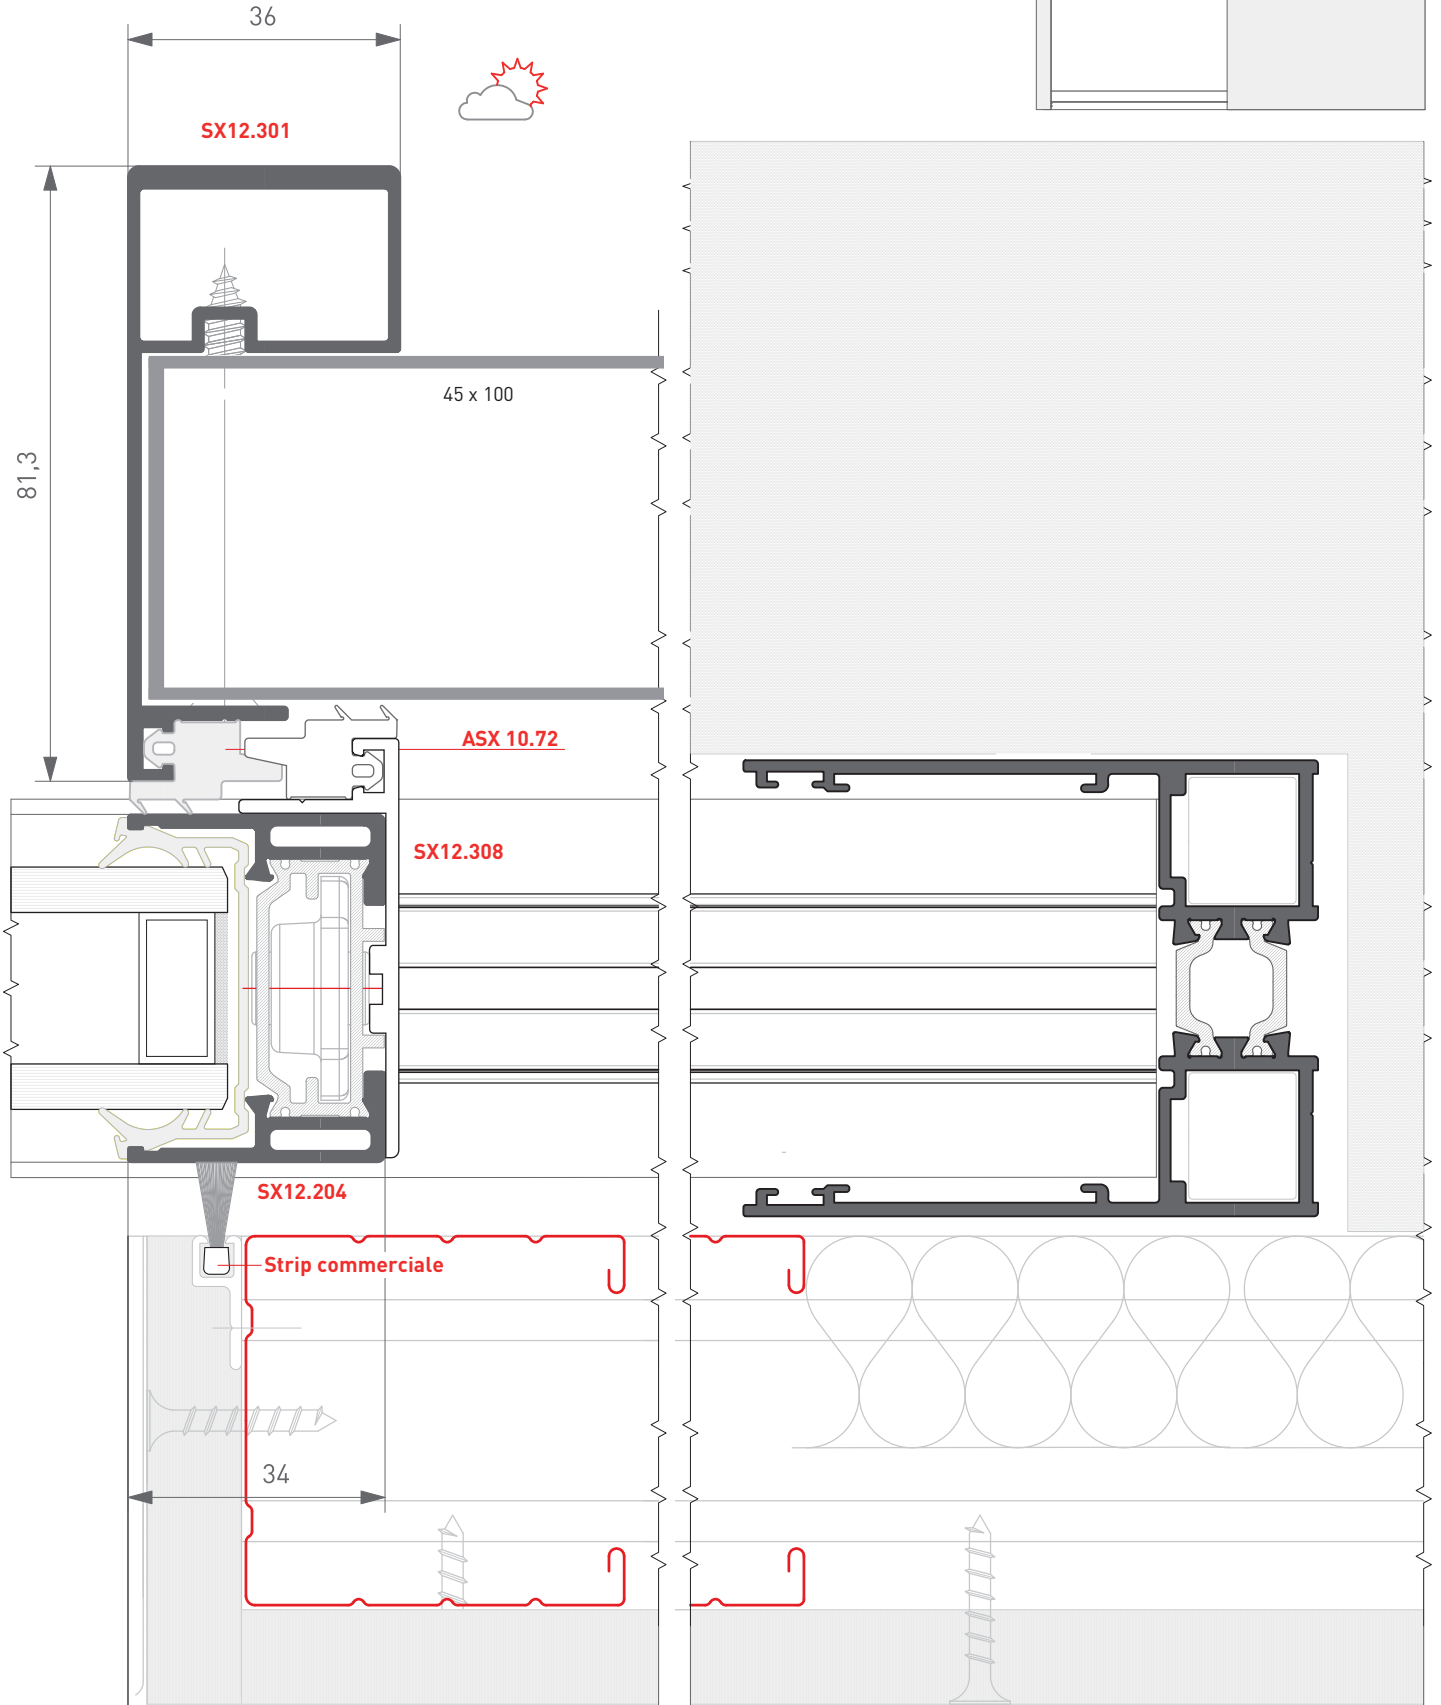 36
SX12.301
81,3
45 x 100
ASX 10.72
SX12.308
SX12.204
Strip commerciale
34